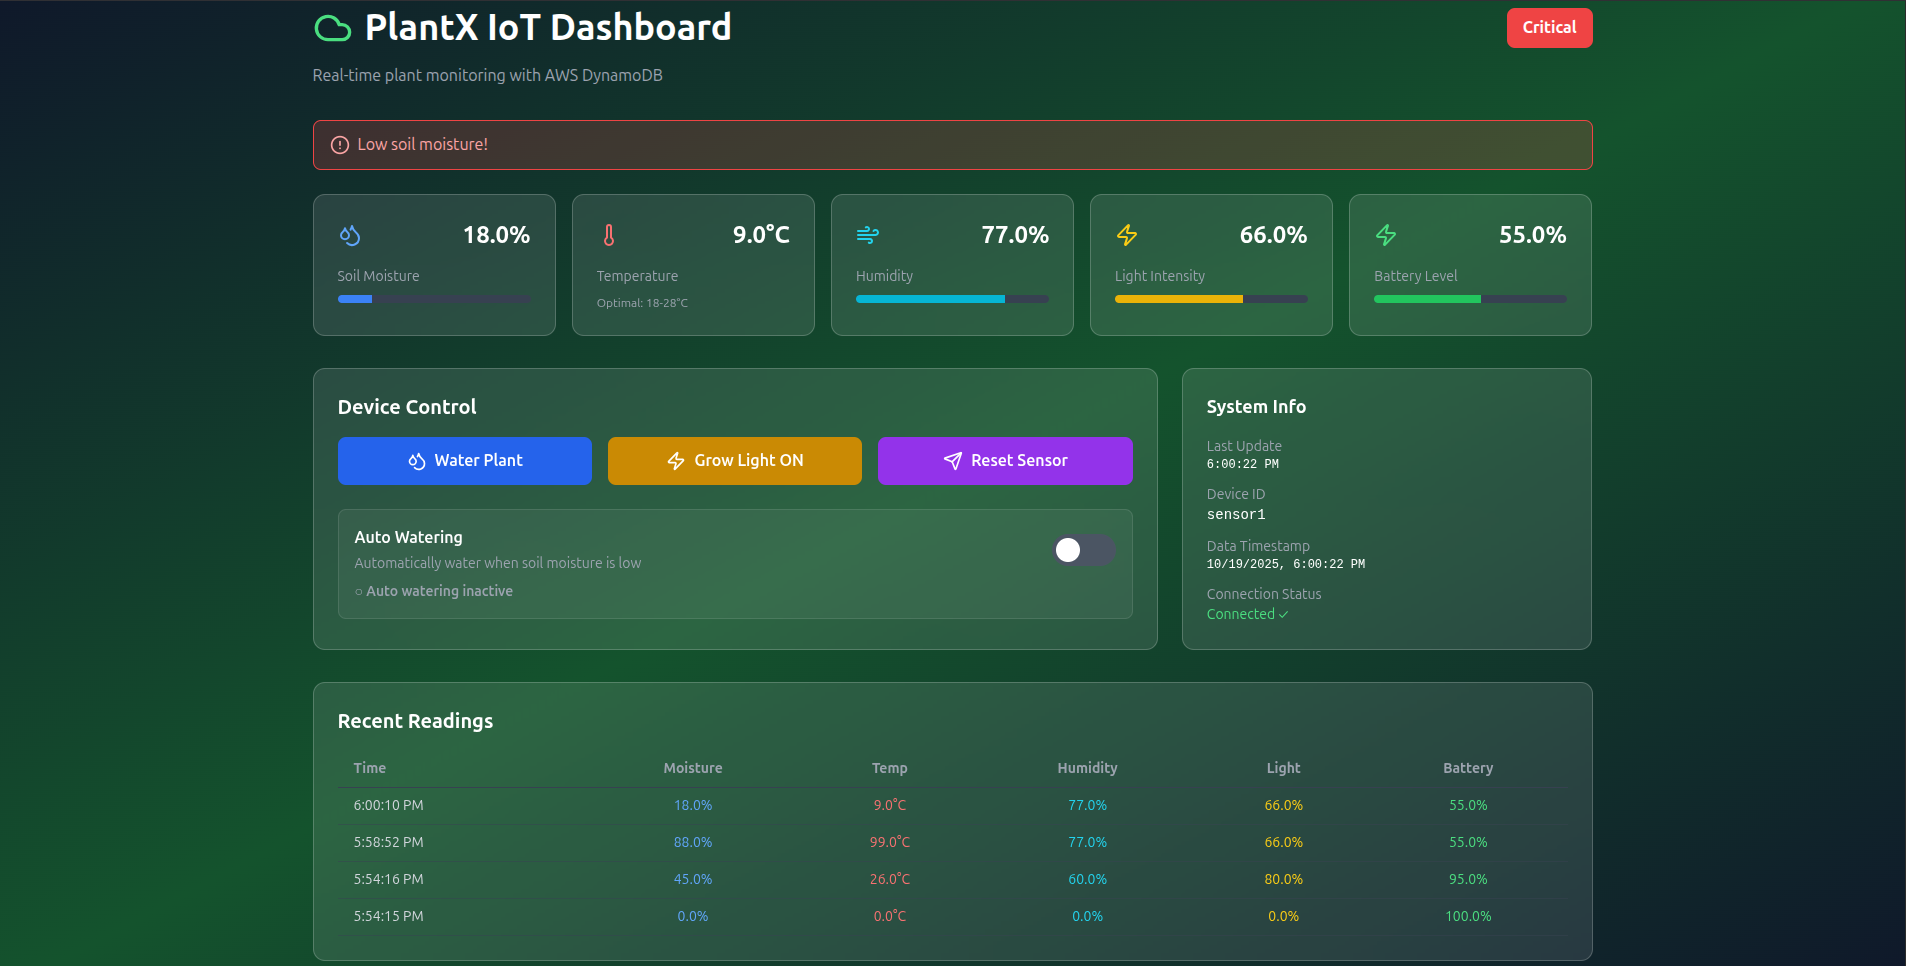 PlantX IoT Dashboard
Critical
Real-time plant monitoring with AWS DynamoDB
Low soil moisture!
18.0%
Soil Moisture
9.0°C
Temperature
Optimal: 18-28°C
77.0%
Humidity
66.0%
Light Intensity
55.0%
Battery Level
Device Control
Water Plant
Grow Light ON
Reset Sensor
Auto Watering
Automatically water when soil moisture is low
○ Auto watering inactive
System Info
Last Update
6:00:22 PM
Device ID
sensor1
Data Timestamp
10/19/2025, 6:00:22 PM
Connection Status
Connected ✓
Recent Readings
Time Moisture Temp Humidity Light Battery
6:00:10 PM 18.0% 9.0°C 77.0% 66.0% 55.0%
5:58:52 PM 88.0% 99.0°C 77.0% 66.0% 55.0%
5:54:16 PM 45.0% 26.0°C 60.0% 80.0% 95.0%
5:54:15 PM 0.0% 0.0°C 0.0% 0.0% 100.0%